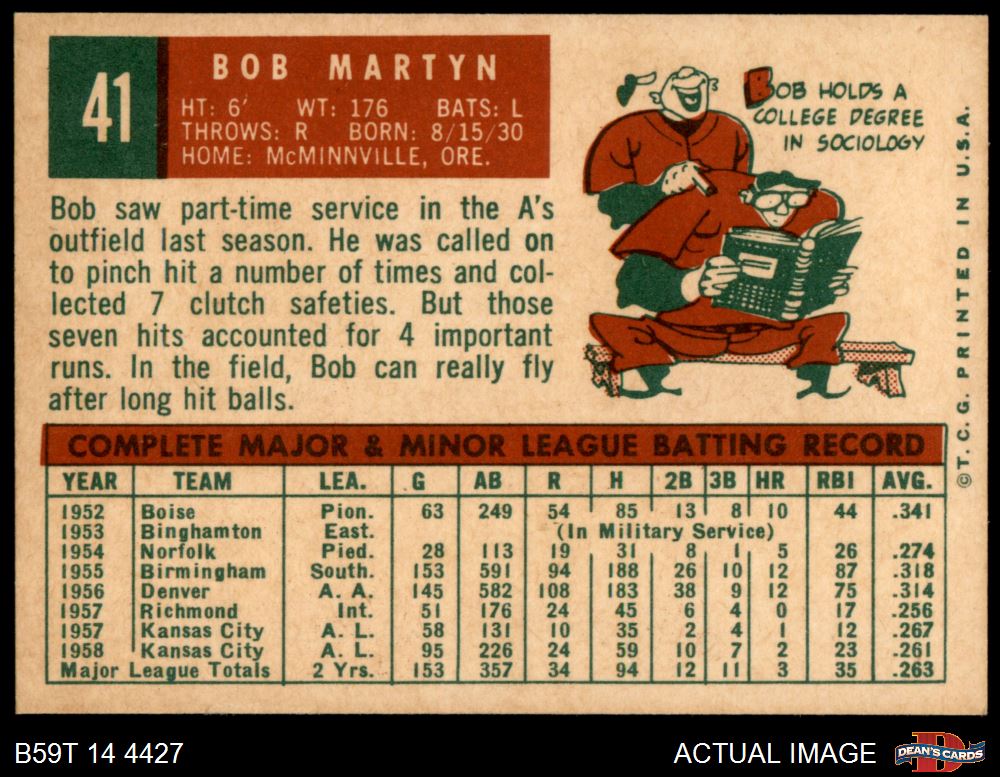 41
BOB MARTYN
HT: 6′ WT: 176 BATS: L
THROWS: R BORN: 8/15/30
HOME: McMINNVILLE, ORE.
BOB HOLDS A
COLLEGE DEGREE
IN SOCIOLOGY
Bob saw part-time service in the A's
outfield last season. He was called on
to pinch hit a number of times and col-
lected 7 clutch safeties. But those
seven hits accounted for 4 important
runs. In the field, Bob can really fly
after long hit balls.
©T.C.G. PRINTED IN U.S.A.
COMPLETE MAJOR & MINOR LEAGUE BATTING RECORD
YEAR TEAM LEA. G AB R H 2B 3B HR RBI AVG.
1952 Boise Pion. 63 249 54 85 13 8 10 44 .341
1953 Binghamton East. (In Military Service)
1954 Norfolk Pied. 28 113 19 31 8 1 5 26 .274
1955 Birmingham South. 153 591 94 188 26 10 12 87 .318
1956 Denver A. A. 145 582 108 183 38 9 12 75 .314
1957 Richmond Int. 51 176 24 45 6 4 0 17 .256
1957 Kansas City A. L. 58 131 10 35 2 4 1 12 .267
1958 Kansas City A. L. 95 226 24 59 10 7 2 23 .261
Major League Totals 2 Yrs. 153 357 34 94 12 11 3 35 .263
B59T 14 4427
ACTUAL IMAGE
DEAN'S CARDS